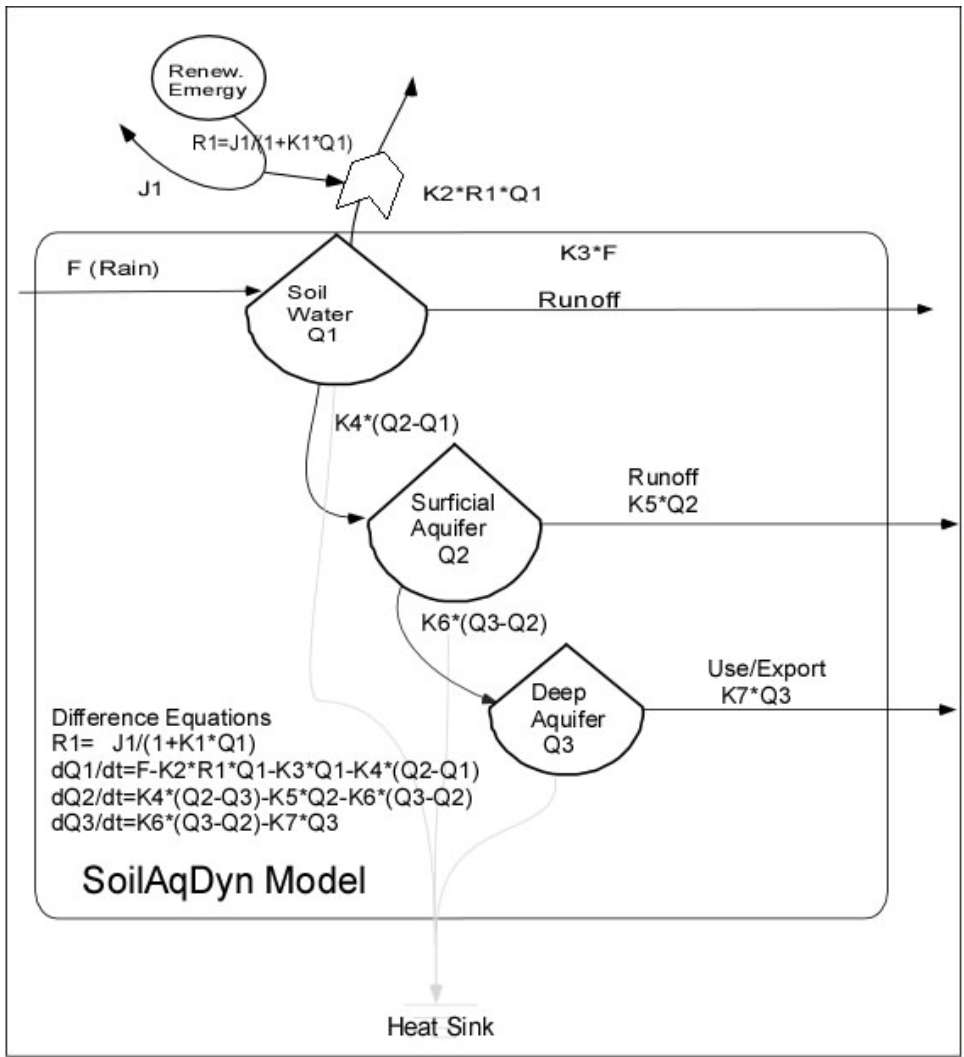 Renew.
Emergy
R1=J1/(1+K1*Q1)
J1
K2*R1*Q1
K3*F
F (Rain)
Soil
Water
Q1
Runoff
K4*(Q2-Q1)
Surficial
Aquifer
Q2
Runoff
K5*Q2
K6*(Q3-Q2)
Deep
Aquifer
Q3
Use/Export
K7*Q3
Difference Equations
R1= J1/(1+K1*Q1)
dQ1/dt=F-K2*R1*Q1-K3*Q1-K4*(Q2-Q1)
dQ2/dt=K4*(Q2-Q3)-K5*Q2-K6*(Q3-Q2)
dQ3/dt=K6*(Q3-Q2)-K7*Q3
SoilAqDyn Model
Heat Sink